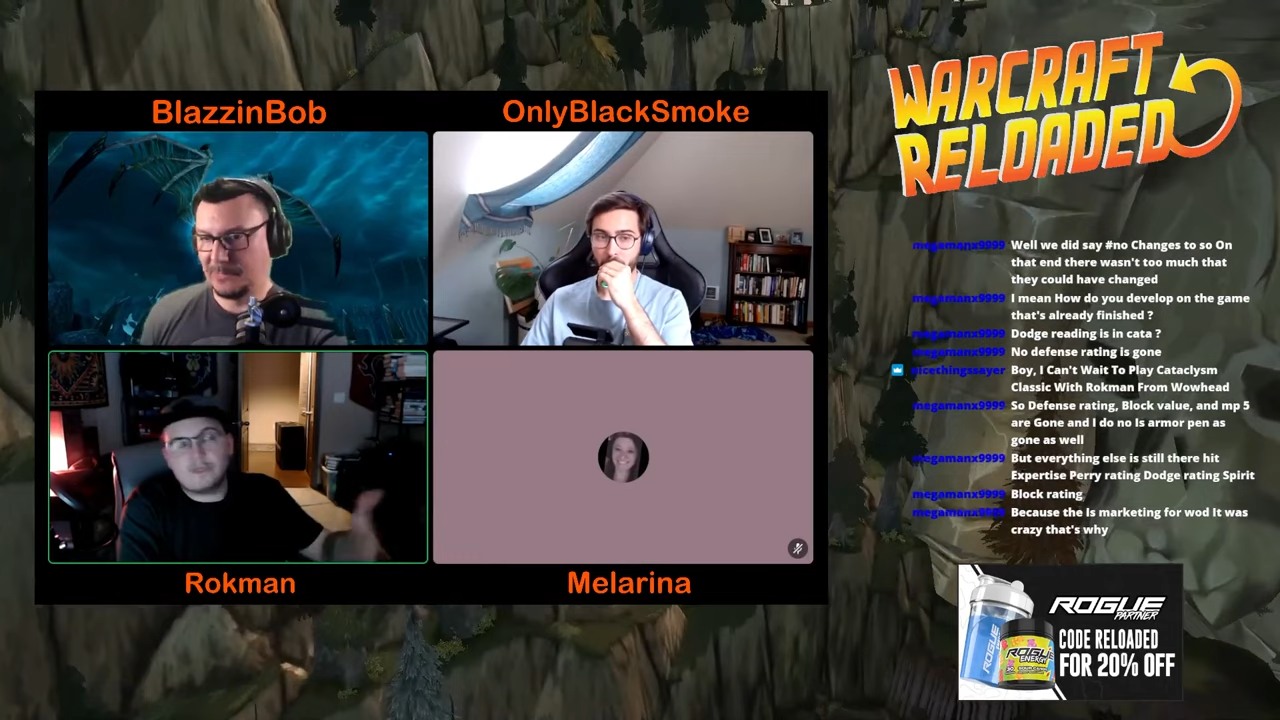 BlazzinBob
OnlyBlackSmoke
Rokman
Melarina
WARCRAFT
RELOADED
megamanx9999 Well we did say #no Changes to so On
that end there wasn't too much that
they could have changed
megamanx9999 I mean How do you develop on the game
that's already finished ?
megamanx9999 Dodge reading is in cata ?
megamanx9999 No defense rating is gone
nicethingssayer Boy, I Can't Wait To Play Cataclysm
Classic With Rokman From Wowhead
megamanx9999 So Defense rating, Block value, and mp 5
are Gone and I do no Is armor pen as
gone as well
megamanx9999 But everything else is still there hit
Expertise Perry rating Dodge rating Spirit
megamanx9999 Block rating
megamanx9999 Because the Is marketing for wod It was
crazy that's why
ROGUE
PARTNER
CODE RELOADED
FOR 20% OFF
ROGUE
ROGUE
ENERGY